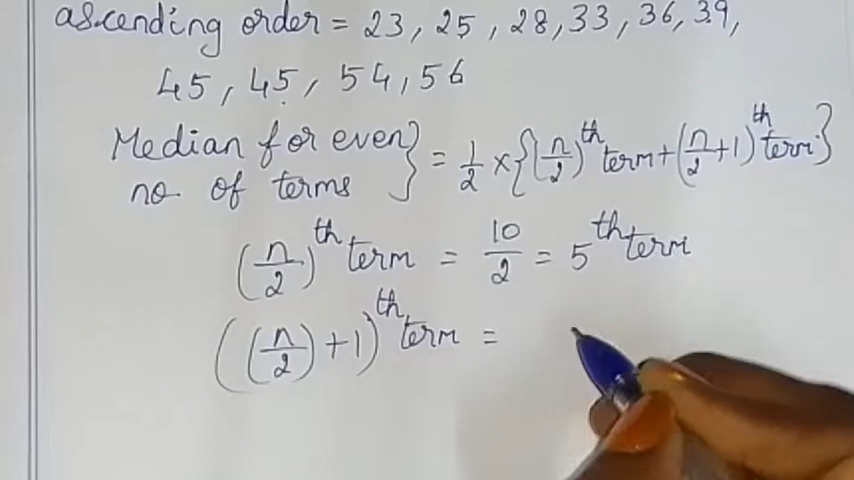 ascending order = 23, 25, 28, 33, 36, 39,
45, 45, 54, 56
Median for even no. of terms } = 1/2 × {(n/2)th term + (n/2 + 1)th term}
(n/2)th term = 10/2 = 5th term
((n/2) + 1)th term =